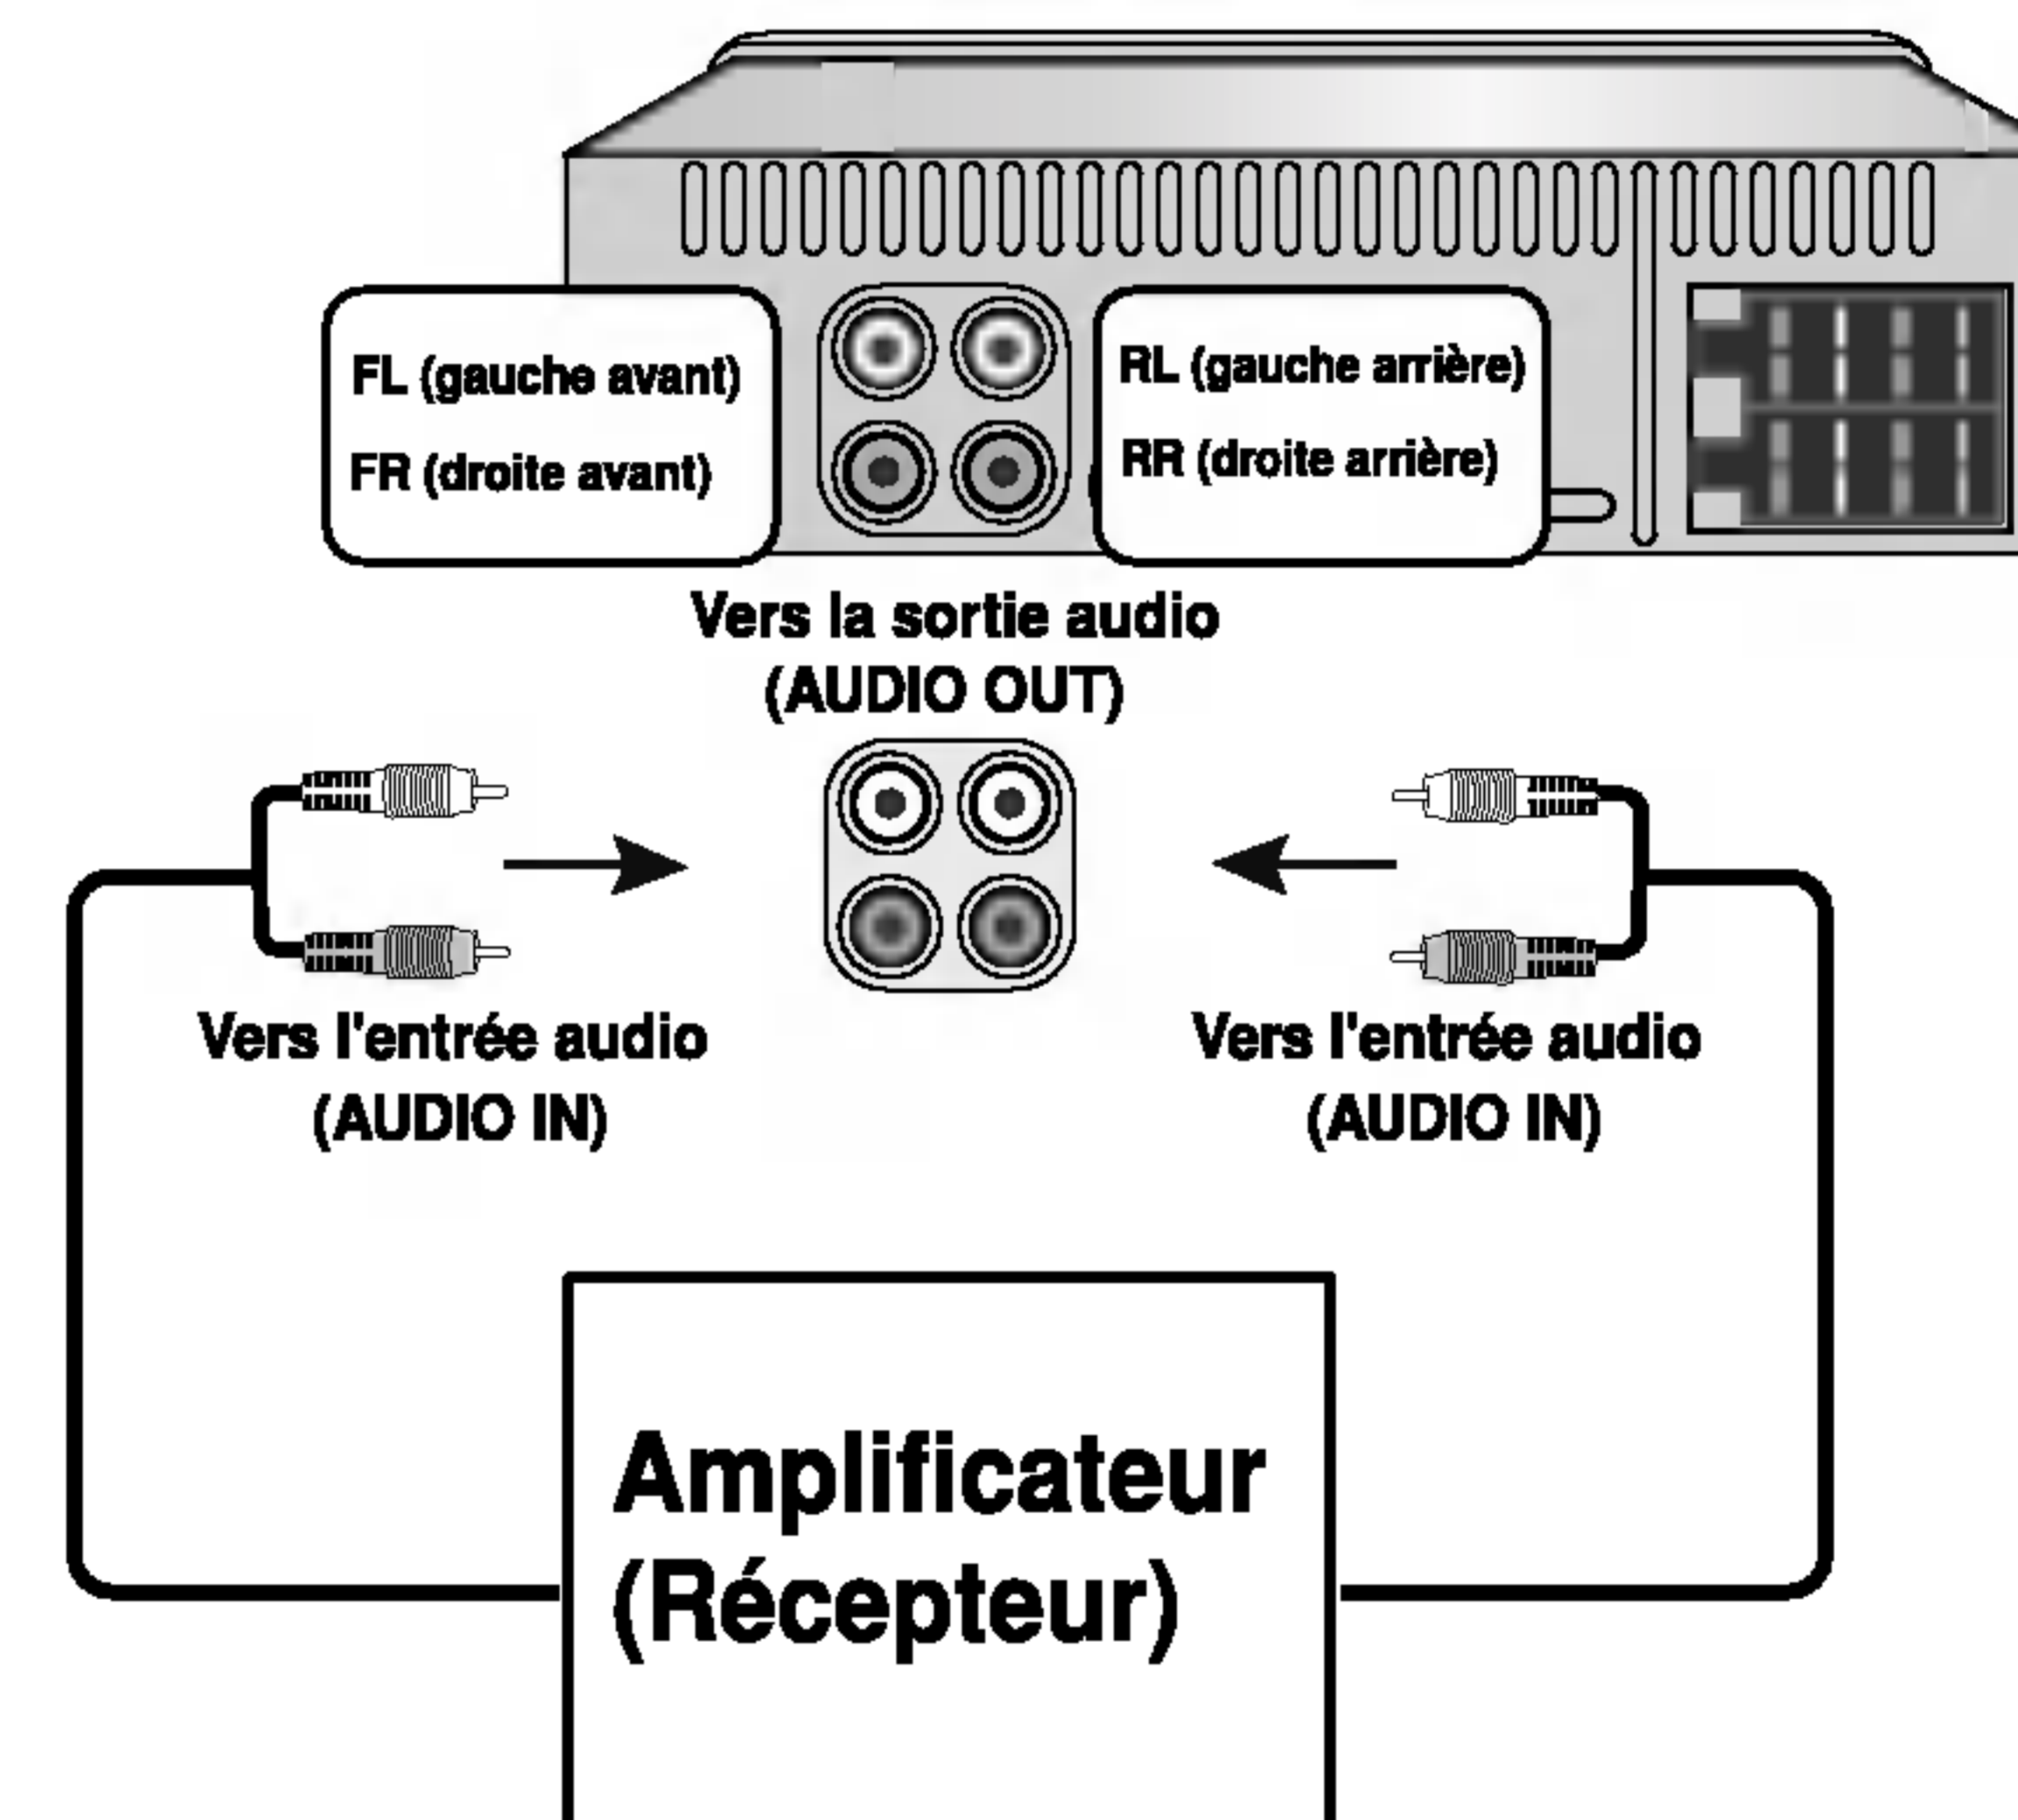 FL (gauche avant)
FR (droite avant)
RL (gauche arrière)
RR (droite arrière)
Vers la sortie audio
(AUDIO OUT)
Vers l'entrée audio
(AUDIO IN)
Vers l'entrée audio
(AUDIO IN)
Amplificateur
(Récepteur)